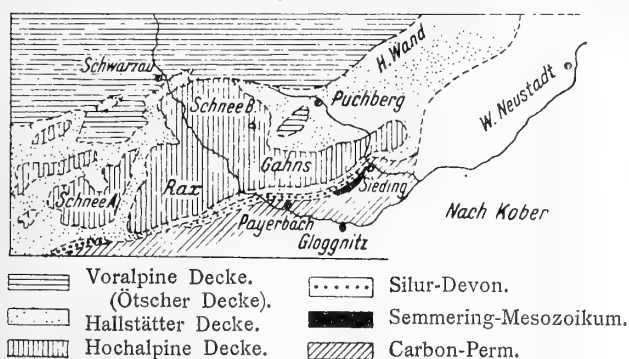 H. Wand
Schwarzau
W. Neustadt
Schnee B
Puchberg
Gahns
Sieding
Schnee A
Rax
Payerbach
Nach Kober
Gloggnitz
Voralpine Decke.
(Ötscher Decke).
Hallstätter Decke.
Hochalpine Decke.
Silur-Devon.
Semmering-Mesozoikum.
Carbon-Perm.